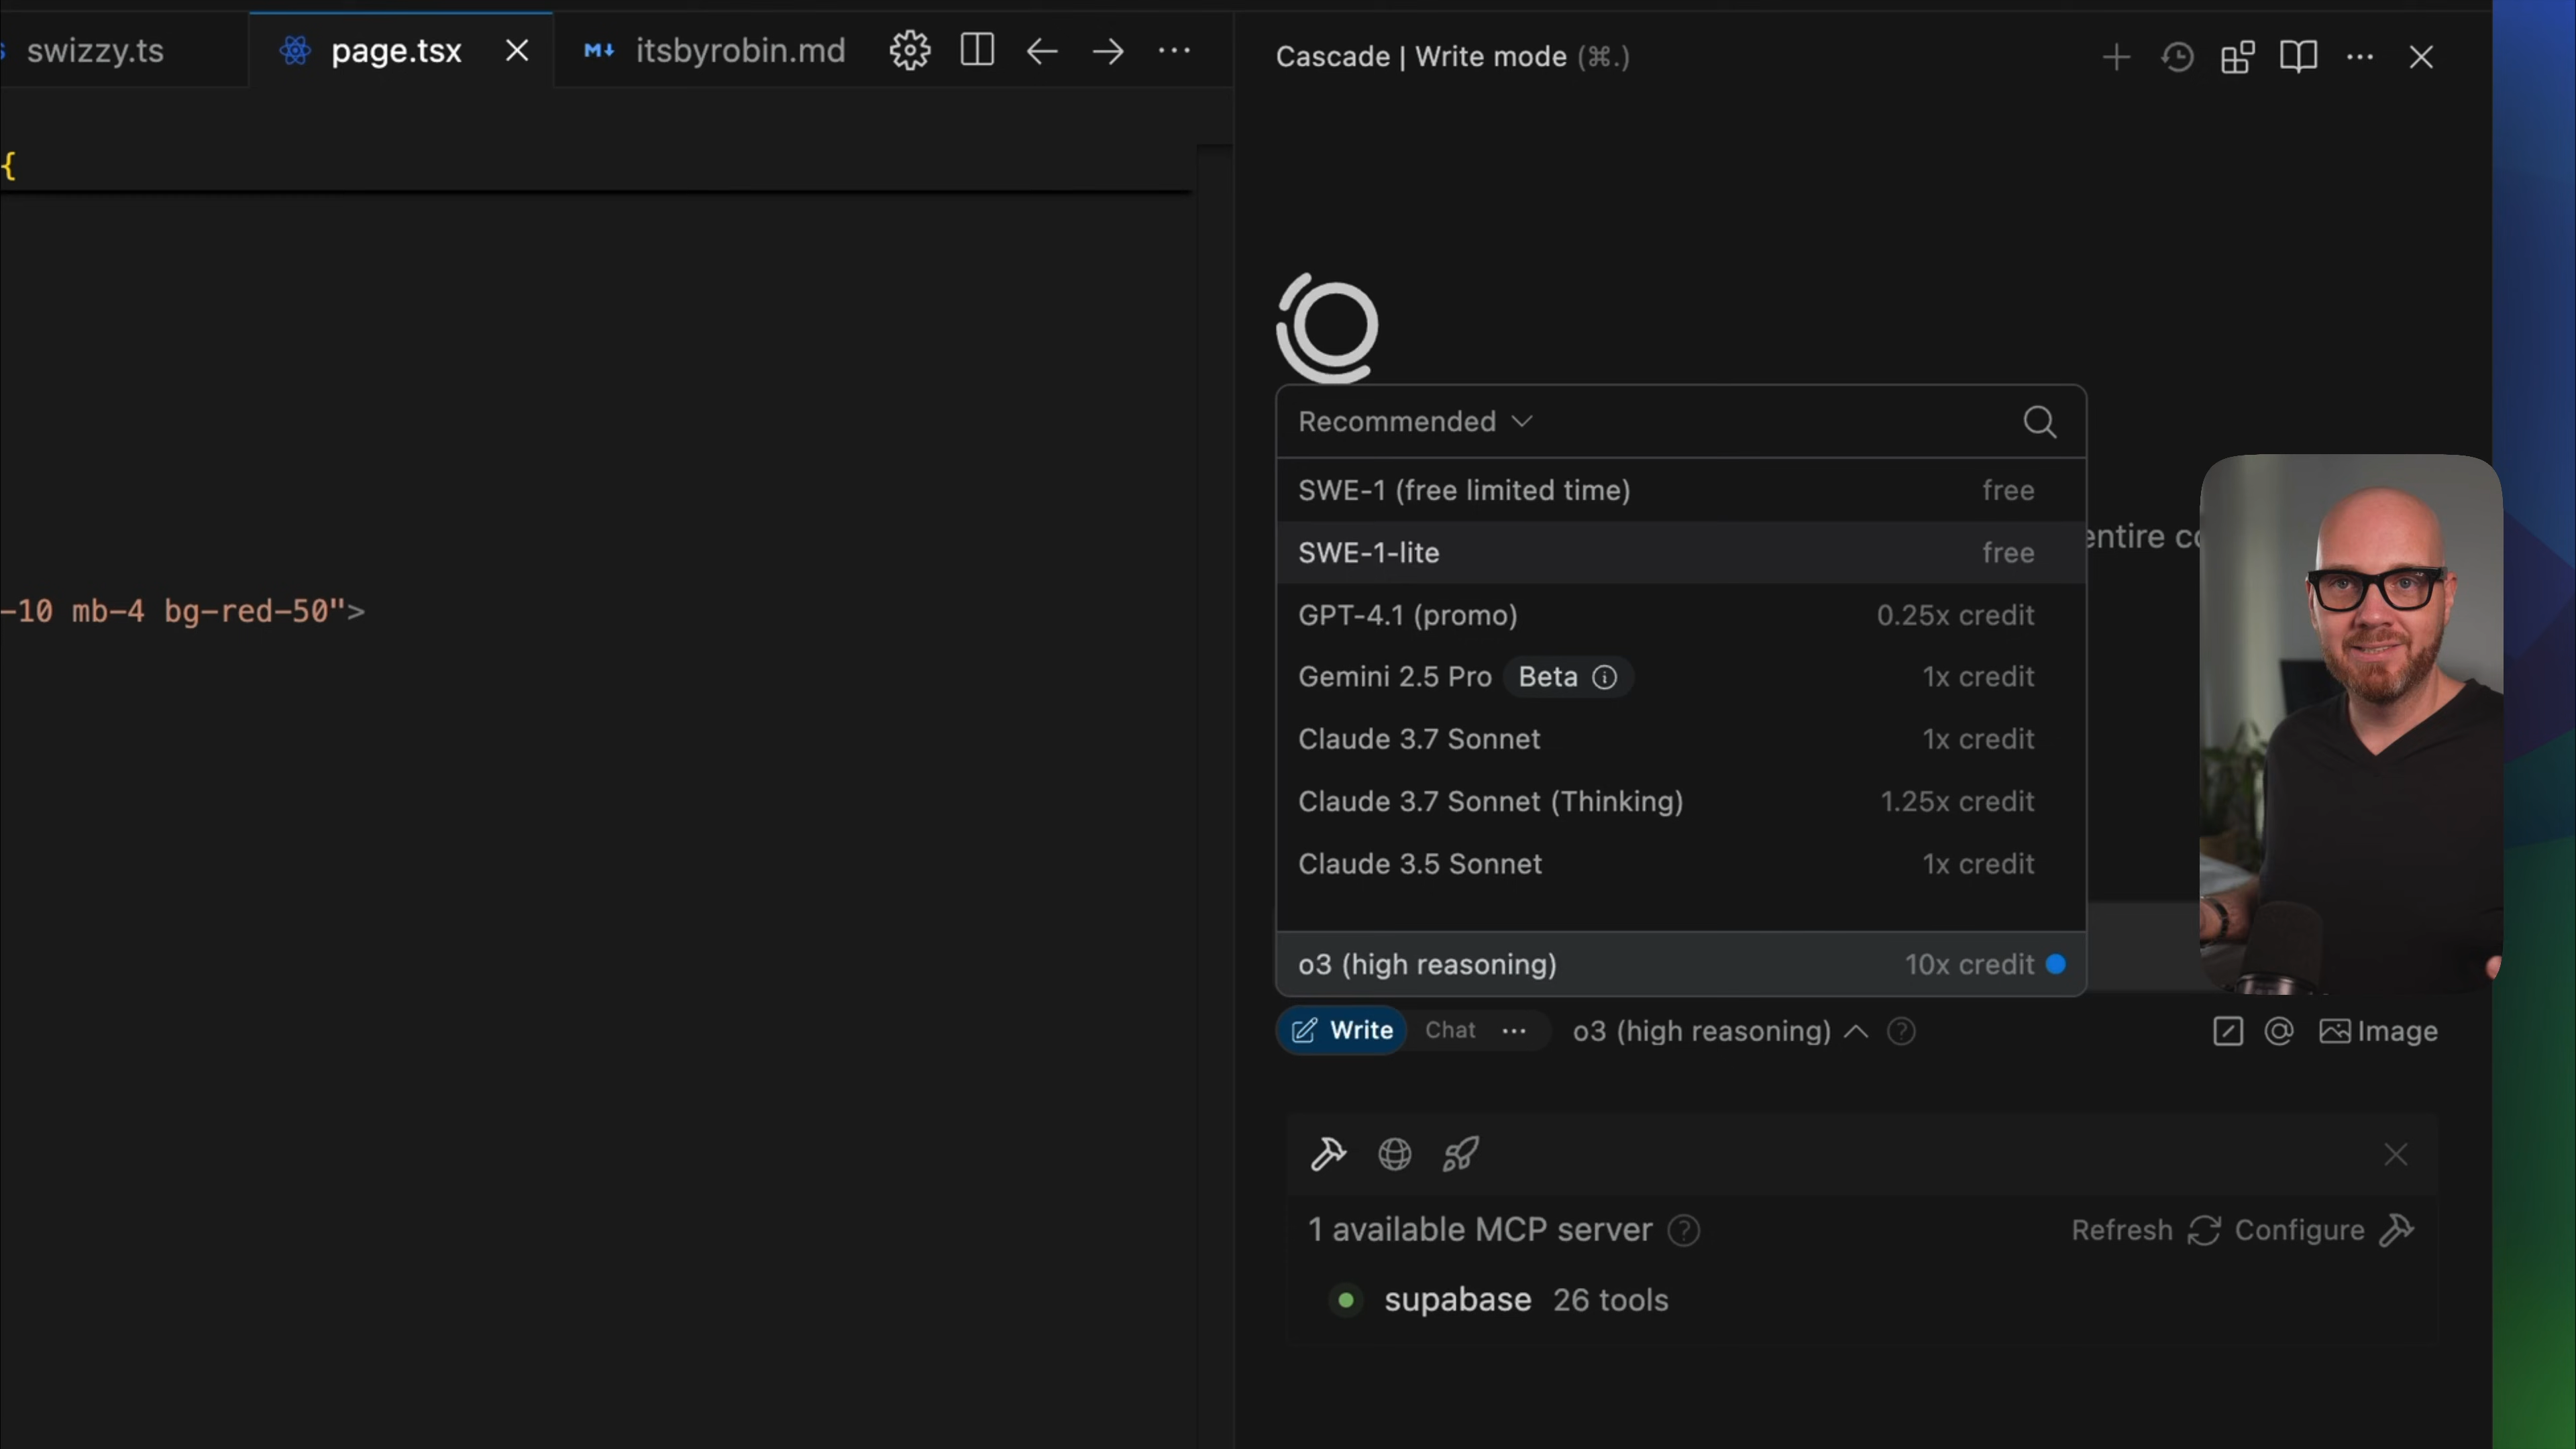 swizzy.ts
page.tsx
itsbyrobin.md
Cascade | Write mode (⌘.)
{
-10 mb-4 bg-red-50">
Recommended
SWE-1 (free limited time) free
SWE-1-lite free
GPT-4.1 (promo) 0.25x credit
Gemini 2.5 Pro Beta 1x credit
Claude 3.7 Sonnet 1x credit
Claude 3.7 Sonnet (Thinking) 1.25x credit
Claude 3.5 Sonnet 1x credit
o3 (high reasoning) 10x credit
entire
Write Chat ... o3 (high reasoning) Image
1 available MCP server Refresh Configure
supabase 26 tools